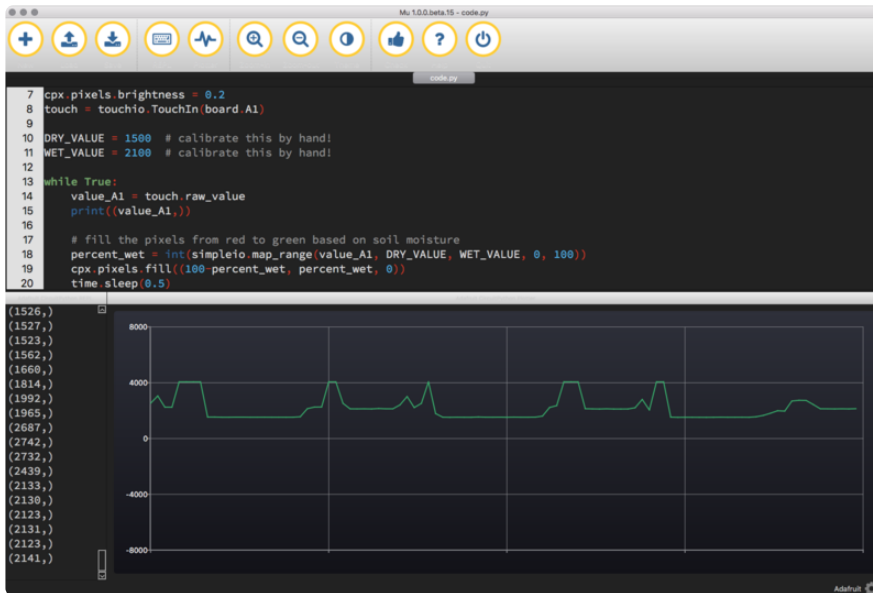 Mu 1.0.0.beta.15 - code.py
code.py
7 cpx.pixels.brightness = 0.2
8 touch = touchio.TouchIn(board.A1)
9
10 DRY_VALUE = 1500  # calibrate this by hand!
11 WET_VALUE = 2100  # calibrate this by hand!
12
13 while True:
14     value_A1 = touch.raw_value
15     print((value_A1,))
16
17     # fill the pixels from red to green based on soil moisture
18     percent_wet = int(simpleio.map_range(value_A1, DRY_VALUE, WET_VALUE, 0, 100))
19     cpx.pixels.fill((100-percent_wet, percent_wet, 0))
20     time.sleep(0.5)
(1526,)
(1527,)
(1523,)
(1562,)
(1660,)
(1814,)
(1992,)
(1965,)
(2687,)
(2742,)
(2732,)
(2439,)
(2133,)
(2130,)
(2123,)
(2131,)
(2123,)
(2141,)
8000
4000
0
-4000
-8000
Adafruit